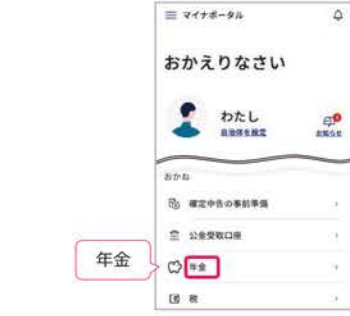 マイナポータル
おかえりなさい
わたし
自治体を設定
お知らせ
おかね
確定申告の事前準備
公金受取口座
年金
年金
税